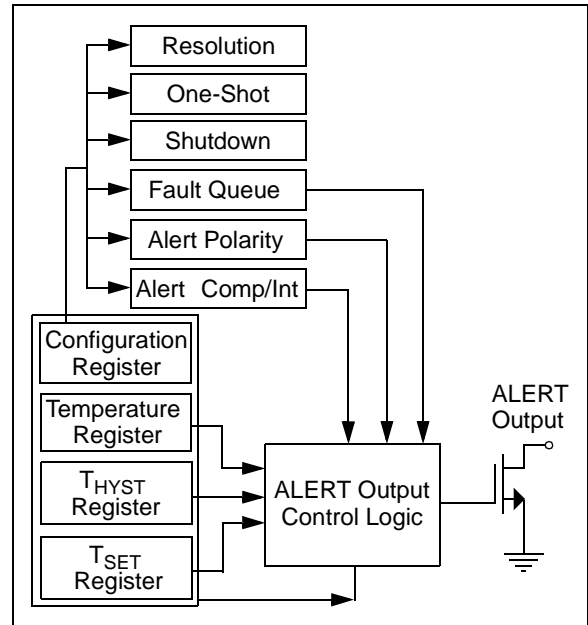 Resolution
One-Shot
Shutdown
Fault Queue
Alert Polarity
Alert Comp/Int
Configuration
Register
Temperature
Register
THYST
Register
TSET
Register
ALERT Output
Control Logic
ALERT
Output